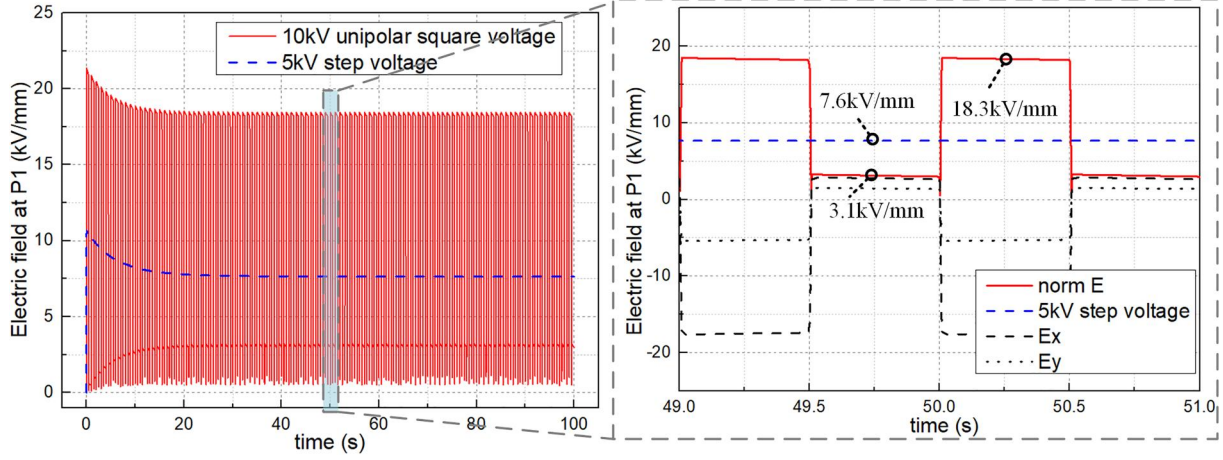 10kV unipolar square voltage
5kV step voltage
Electric field at P1 (kV/mm)
25
20
15
10
5
0
0
20
40
60
80
100
time (s)
Electric field at P1 (kV/mm)
20
10
0
-10
-20
7.6kV/mm
18.3kV/mm
3.1kV/mm
norm E
5kV step voltage
Ex
Ey
49.0
49.5
50.0
50.5
51.0
time (s)